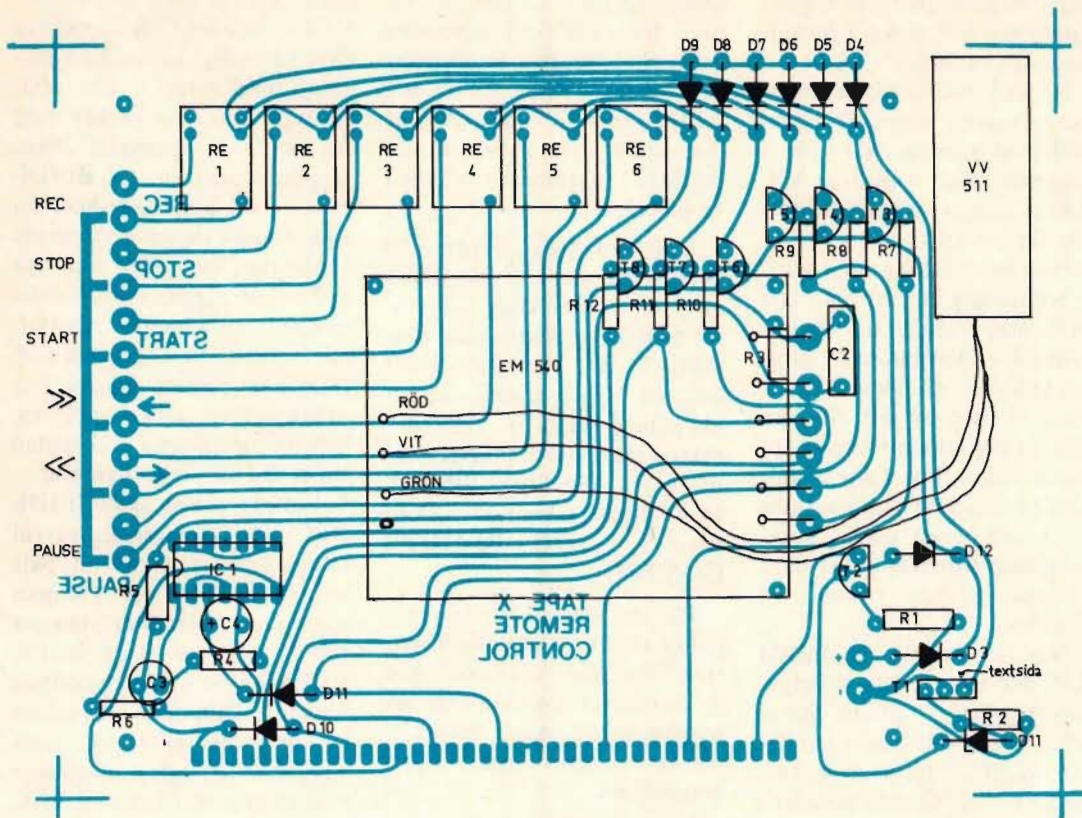 D9 D8 D7 D6 D5 D4
RE 1
RE 2
RE 3
RE 4
RE 5
RE 6
VV 511
REC
REC
STOP
STOP
START
START
>>
<<
PAUSE
PAUSE
T5 T4 T3
R9 R8 R7
T8 T7 T6
R12 R11 R10
R3
C2
EM 540
RÖD
VIT
GRÖN
R5
IC 1
+C4
R4
C3
R6
D11
D10
TAPE X
REMOTE
CONTROL
T2
D12
R1
+
D3
-
T1
textsida
R2
D11